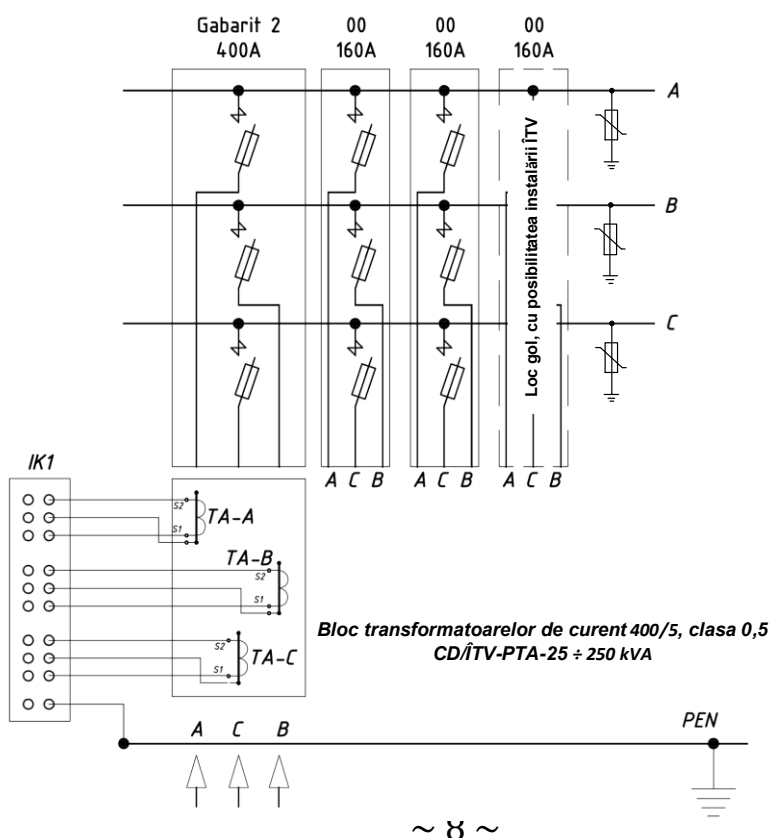 Gabarit 2 00 00 00
400A 160A 160A 160A
A
B
C
Loc gol, cu posibilitatea instalării ÎTV
A C B A C B A C B
IK1
S2
TA-A
S1
TA-B
S2
S1
S2
TA-C
S1
Bloc transformatoarelor de curent 400/5, clasa 0,5
CD/ÎTV-PTA-25 ÷ 250 kVA
A C B
PEN
~ 8 ~